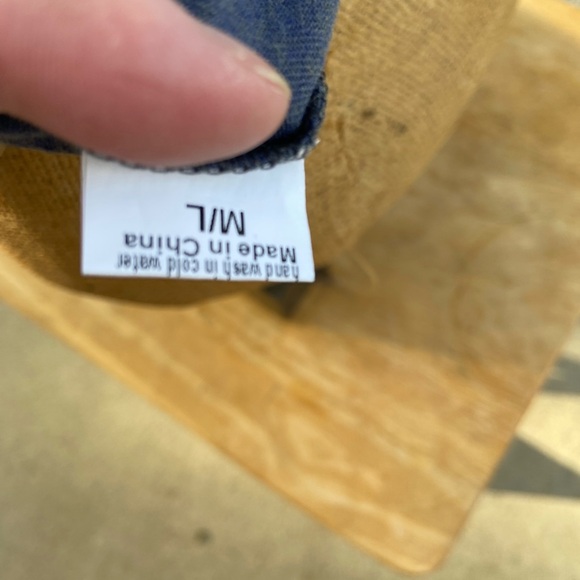 hand wash in cold water
Made in China
M/L